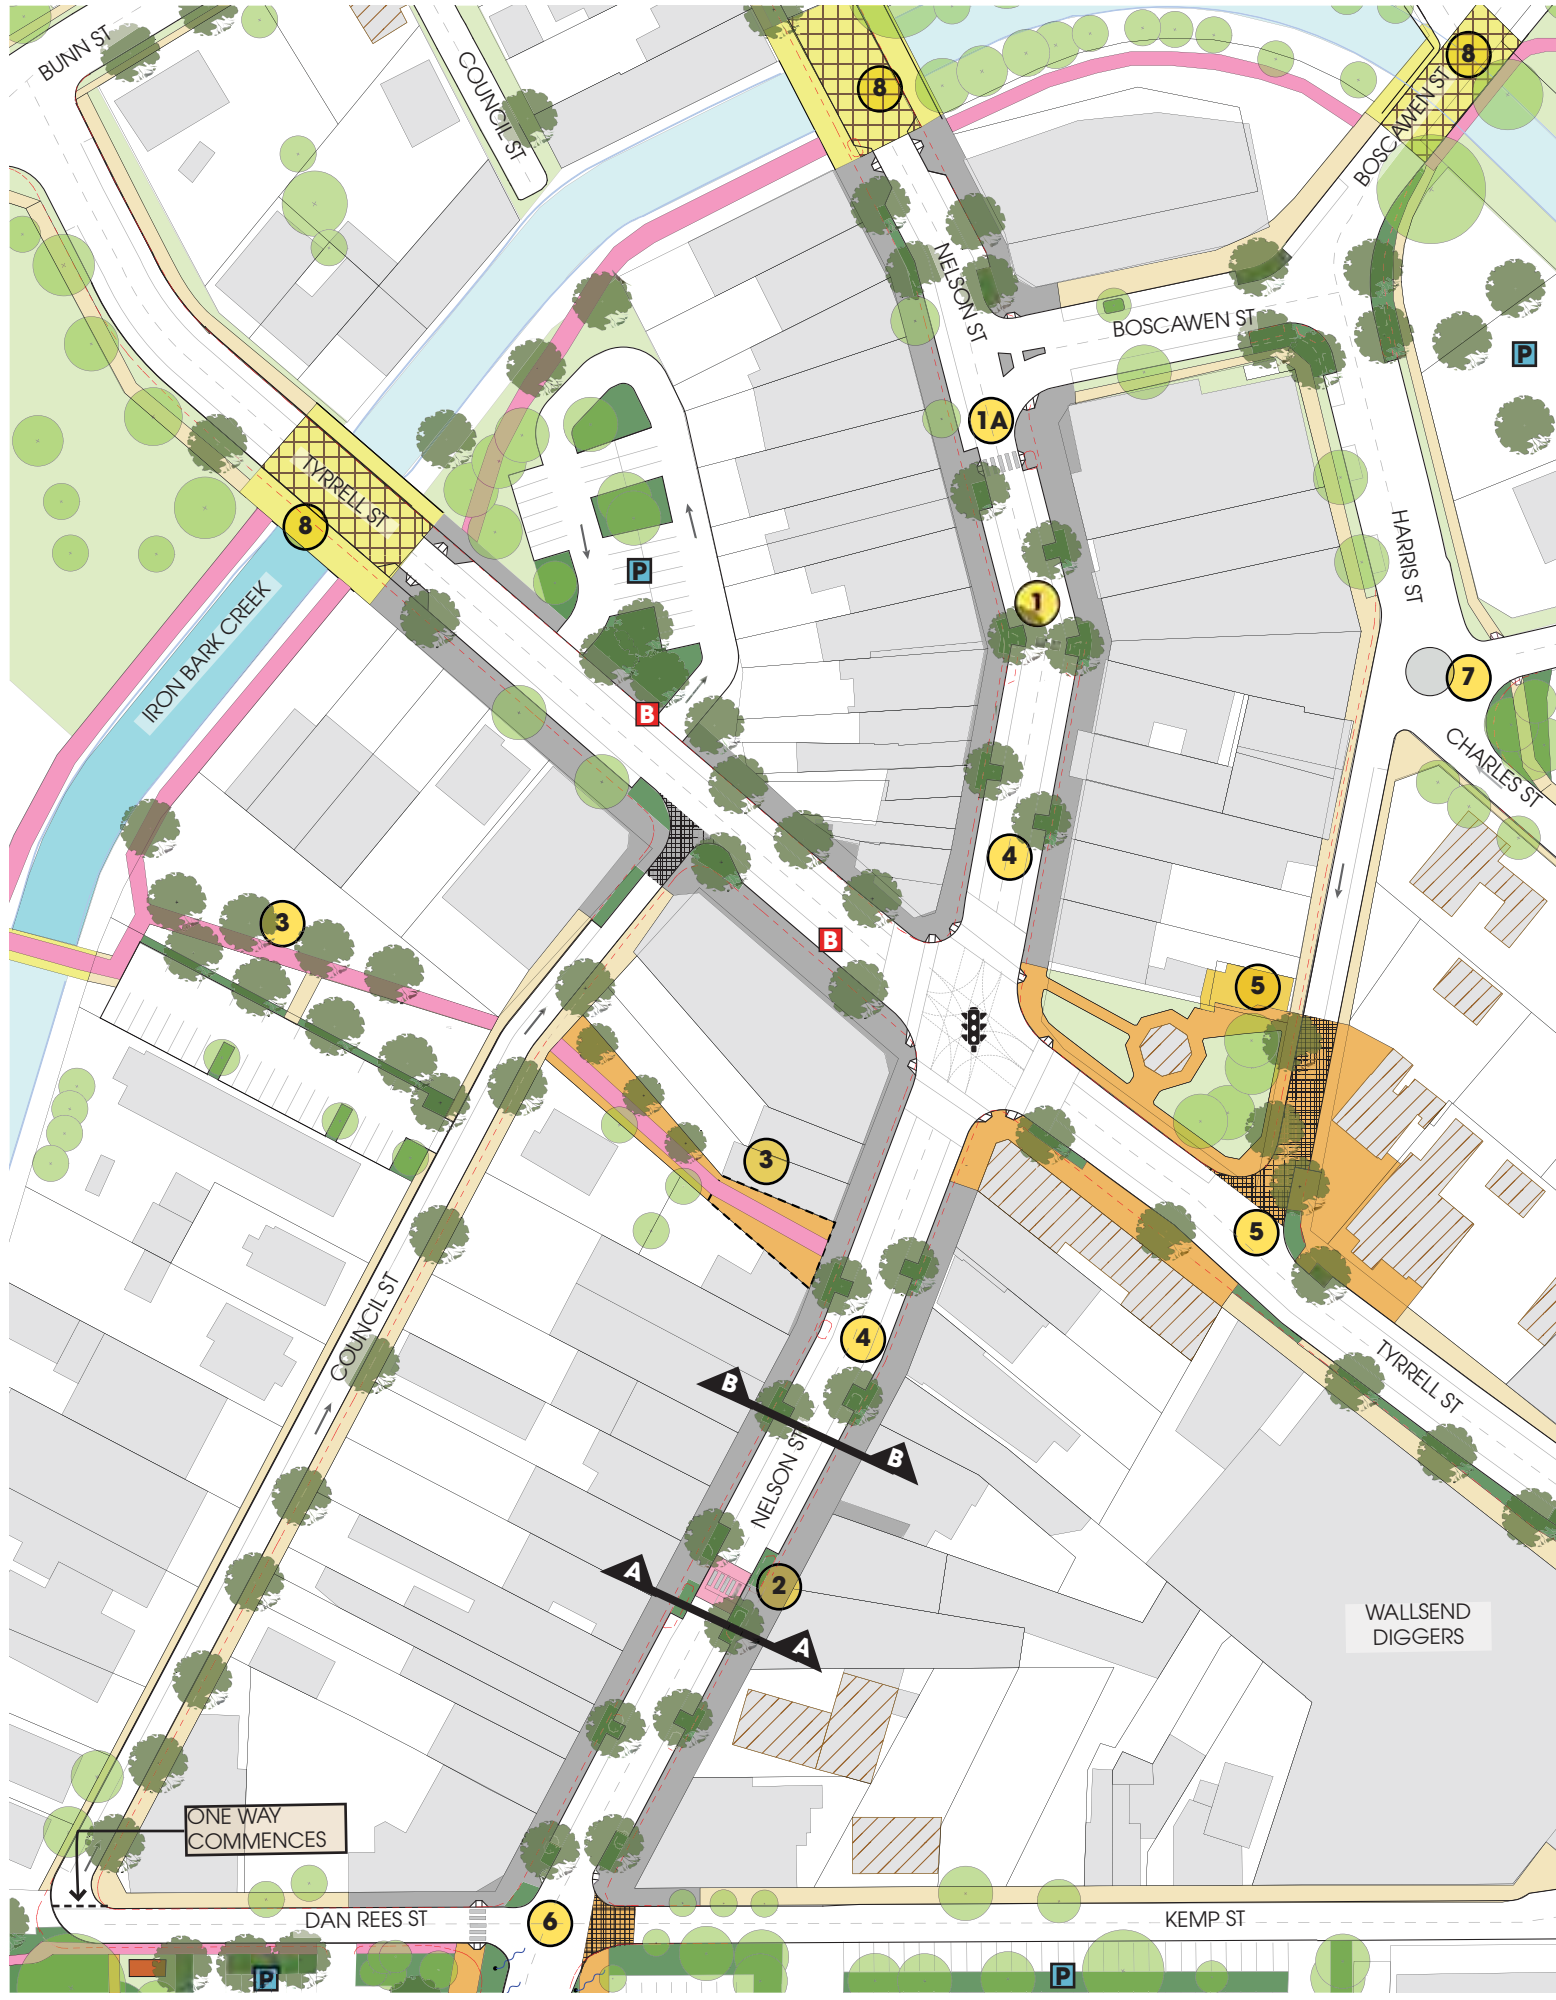 BUNN ST
COUNCIL ST
8
8
BOSCAWEN ST
NELSON ST
BOSCAWEN ST
P
1A
TYRRELL ST
8
P
HARRIS ST
1
IRON BARK CREEK
7
B
CHARLES ST
4
3
B
5
3
5
COUNCIL ST
4
TYRRELL ST
B
B
NELSON ST
A
2
A
WALLSEND
DIGGERS
ONE WAY
COMMENCES
DAN REES ST
6
KEMP ST
P
P